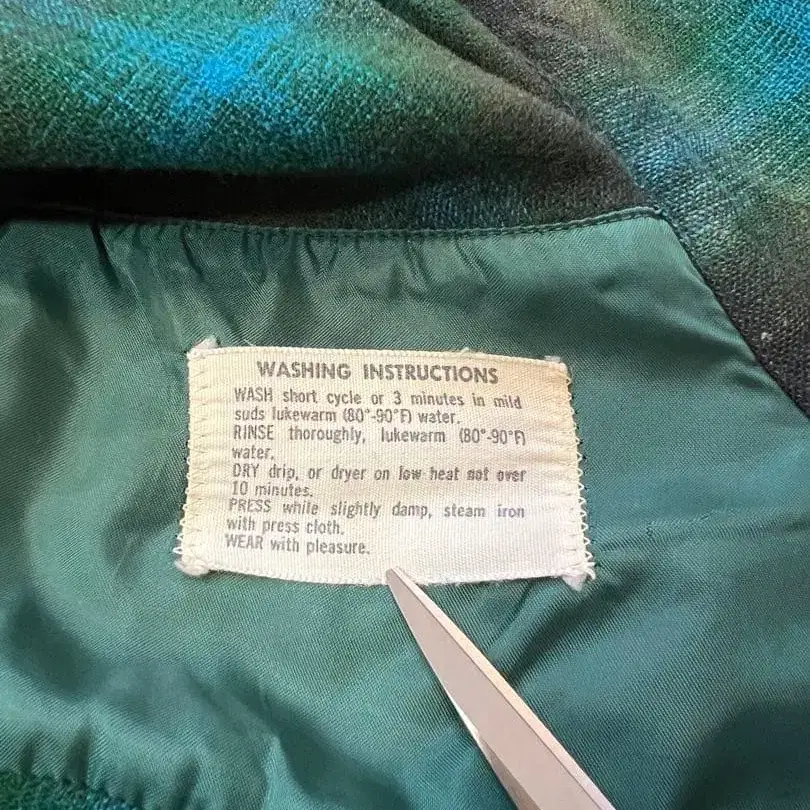 WASHING INSTRUCTIONS
WASH short cycle or 3 minutes in mild
suds lukewarm (80°-90°F) water.
RINSE thoroughly, lukewarm (80°-90°F)
water.
DRY drip, or dryer on low heat not over
10 minutes.
PRESS while slightly damp, steam iron
with press cloth.
WEAR with pleasure.